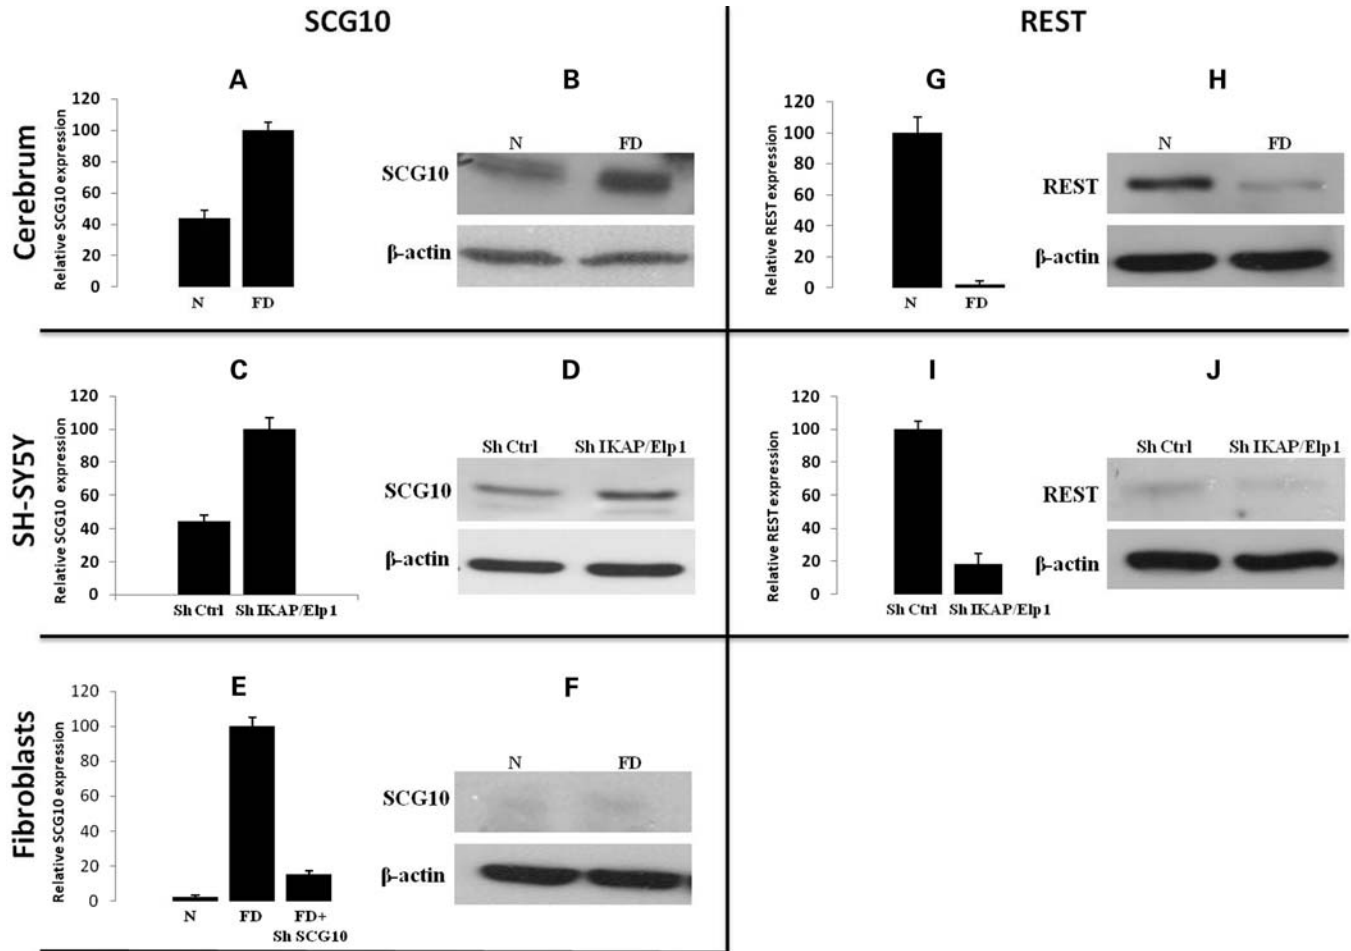 SCG10
REST
Cerebrum
A
Relative SCG10 expression
120
100
80
60
40
20
0
N FD
B
N FD
SCG10
β-actin
G
Relative REST expression
120
100
80
60
40
20
0
N FD
H
N FD
REST
β-actin
SH-SY5Y
C
Relative SCG10 expression
120
100
80
60
40
20
0
Sh Ctrl Sh IKAP/Elp1
D
Sh Ctrl Sh IKAP/Elp1
SCG10
β-actin
I
Relative REST expression
120
100
80
60
40
20
0
Sh Ctrl Sh IKAP/Elp1
J
Sh Ctrl Sh IKAP/Elp1
REST
β-actin
Fibroblasts
E
Relative SCG10 expression
120
100
80
60
40
20
0
N FD FD+
Sh SCG10
F
N FD
SCG10
β-actin